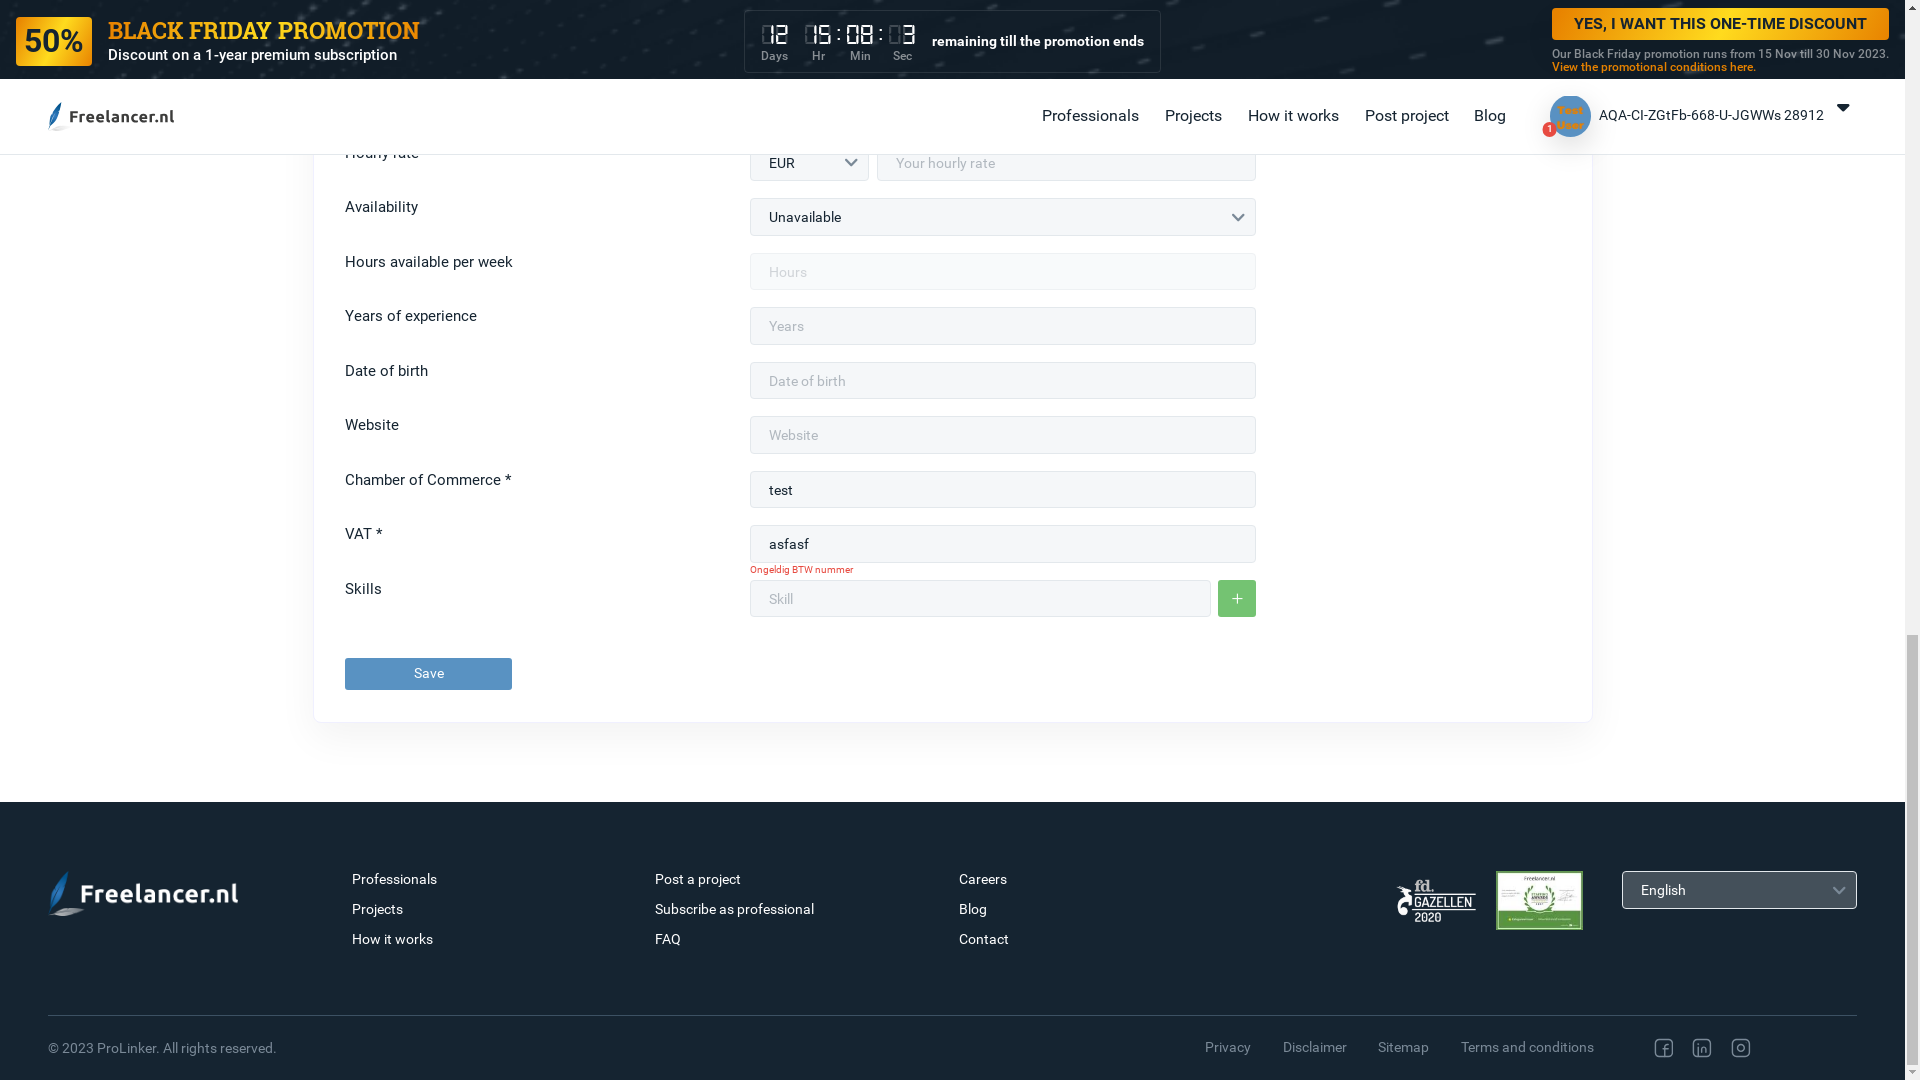 50%
BLACK FRIDAY PROMOTION
Discount on a 1-year premium subscription
12 15 : 08 : 3
Days Hr Min Sec
remaining till the promotion ends
YES, I WANT THIS ONE-TIME DISCOUNT
Our Black Friday promotion runs from 15 Nov till 30 Nov 2023.
View the promotional conditions here.
Freelancer.nl
Professionals Projects How it works Post project Blog
Test User
1
AQA-CI-ZGtFb-668-U-JGWWs 28912
Hourly rate EUR Your hourly rate
Availability Unavailable
Hours available per week Hours
Years of experience Years
Date of birth Date of birth
Website Website
Chamber of Commerce * test
VAT * asfasf
Ongeldig BTW nummer
Skills Skill +
Save
Freelancer.nl
Professionals
Projects
How it works
Post a project
Subscribe as professional
FAQ
Careers
Blog
Contact
fd.
GAZELLEN
2020
Freelancer.nl
English
© 2023 ProLinker. All rights reserved.
Privacy Disclaimer Sitemap Terms and conditions